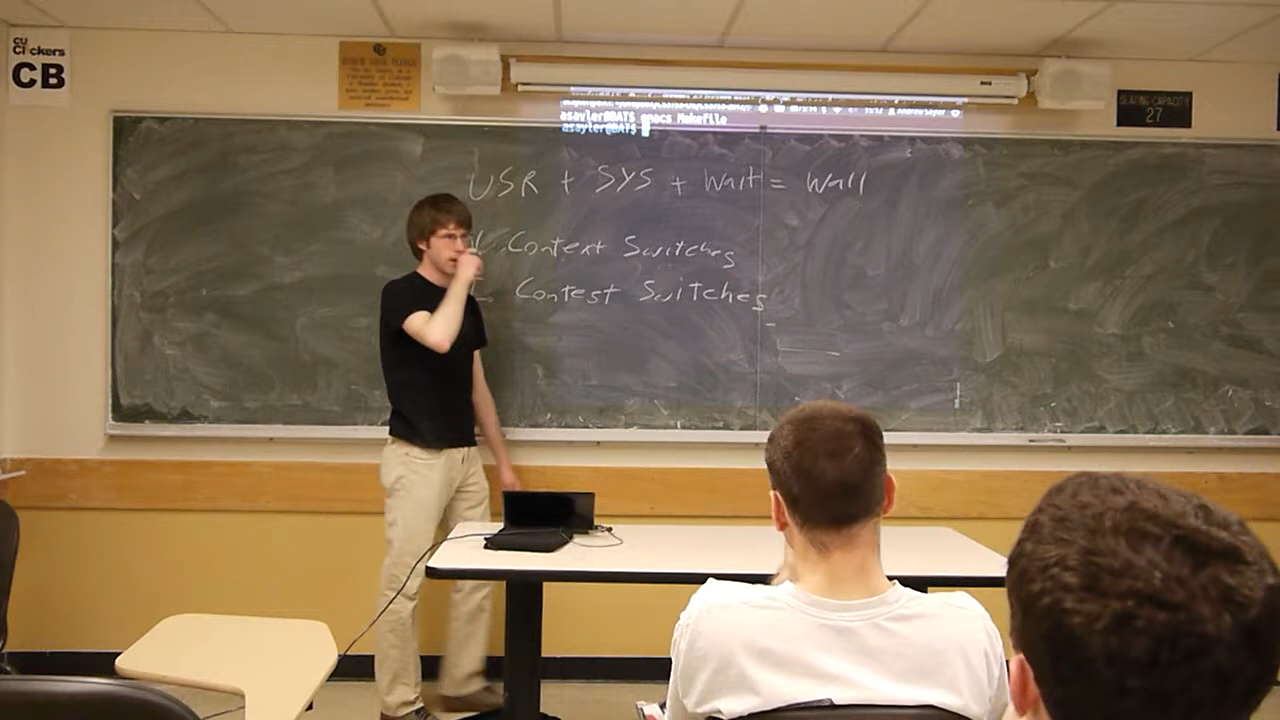 CU
Clickers
CB
SEATING CAPACITY
27
asayler@BATS emacs Makefile
asayler@BATS
USR + SYS + Wait = Wall
Context Switches
Contest Switches